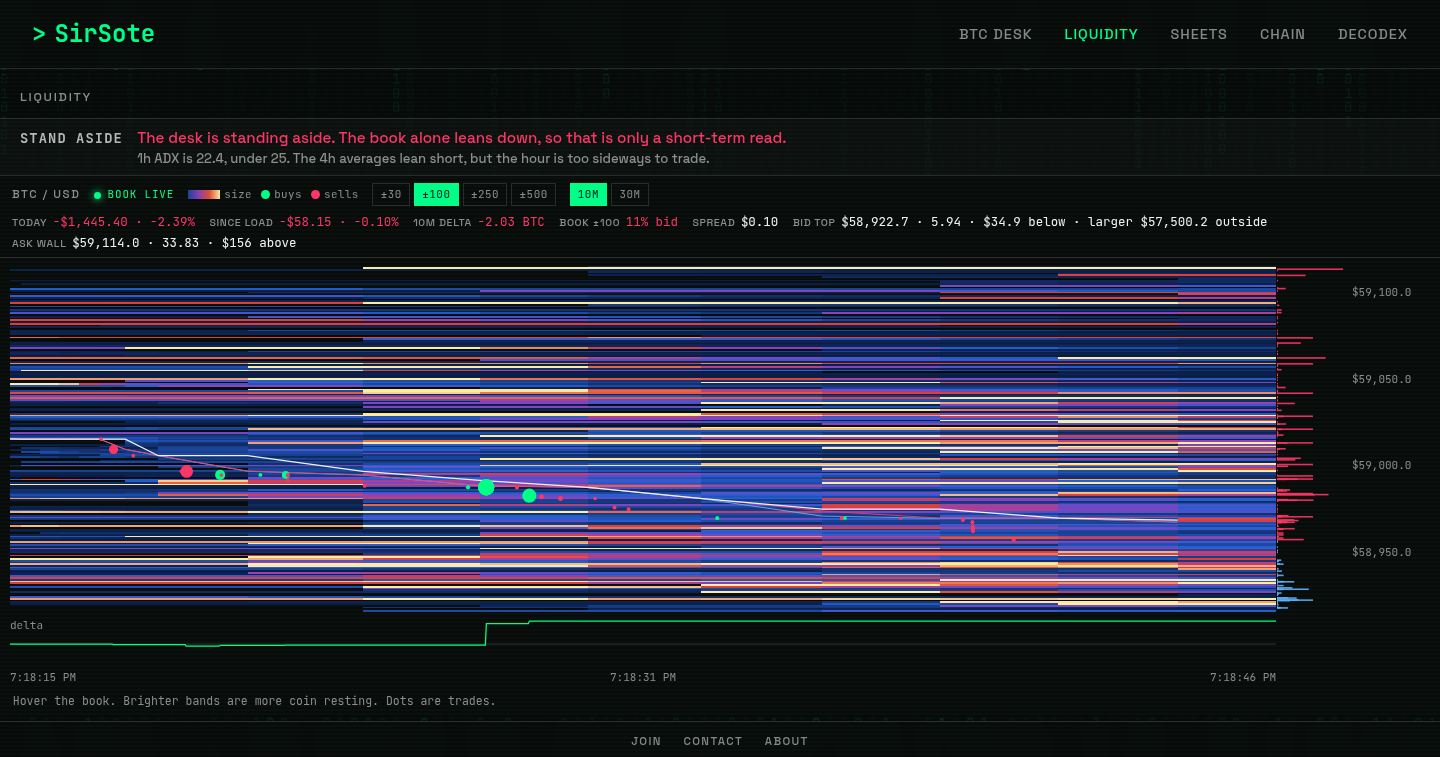 > SirSote
BTC DESK LIQUIDITY SHEETS CHAIN DECODEX
LIQUIDITY
STAND ASIDE The desk is standing aside. The book alone leans down, so that is only a short-term read.
1h ADX is 22.4, under 25. The 4h averages lean short, but the hour is too sideways to trade.
BTC / USD BOOK LIVE size buys sells ±30 ±100 ±250 ±500 10M 30M
TODAY -$1,445.40 · -2.39% SINCE LOAD -$58.15 · -0.10% 10M DELTA -2.03 BTC BOOK ±100 11% bid SPREAD $0.10 BID TOP $58,922.7 · 5.94 · $34.9 below · larger $57,500.2 outside
ASK WALL $59,114.0 · 33.83 · $156 above
$59,100.0
$59,050.0
$59,000.0
$58,950.0
delta
7:18:15 PM 7:18:31 PM 7:18:46 PM
Hover the book. Brighter bands are more coin resting. Dots are trades.
JOIN CONTACT ABOUT